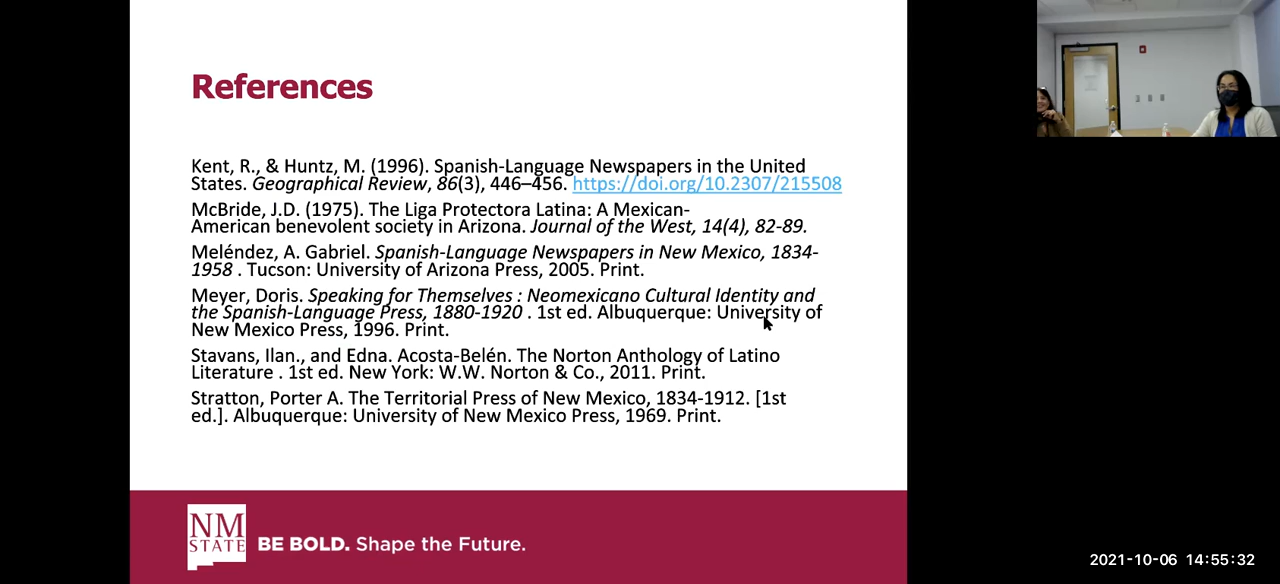 References
Kent, R., & Huntz, M. (1996). Spanish-Language Newspapers in the United
States. Geographical Review, 86(3), 446–456. https://doi.org/10.2307/215508
McBride, J.D. (1975). The Liga Protectora Latina: A Mexican-
American benevolent society in Arizona. Journal of the West, 14(4), 82-89.
Meléndez, A. Gabriel. Spanish-Language Newspapers in New Mexico, 1834-
1958 . Tucson: University of Arizona Press, 2005. Print.
Meyer, Doris. Speaking for Themselves : Neomexicano Cultural Identity and
the Spanish-Language Press, 1880-1920 . 1st ed. Albuquerque: University of
New Mexico Press, 1996. Print.
Stavans, Ilan., and Edna. Acosta-Belén. The Norton Anthology of Latino
Literature . 1st ed. New York: W.W. Norton & Co., 2011. Print.
Stratton, Porter A. The Territorial Press of New Mexico, 1834-1912. [1st
ed.]. Albuquerque: University of New Mexico Press, 1969. Print.
NM
STATE
BE BOLD. Shape the Future.
2021-10-06 14:55:32